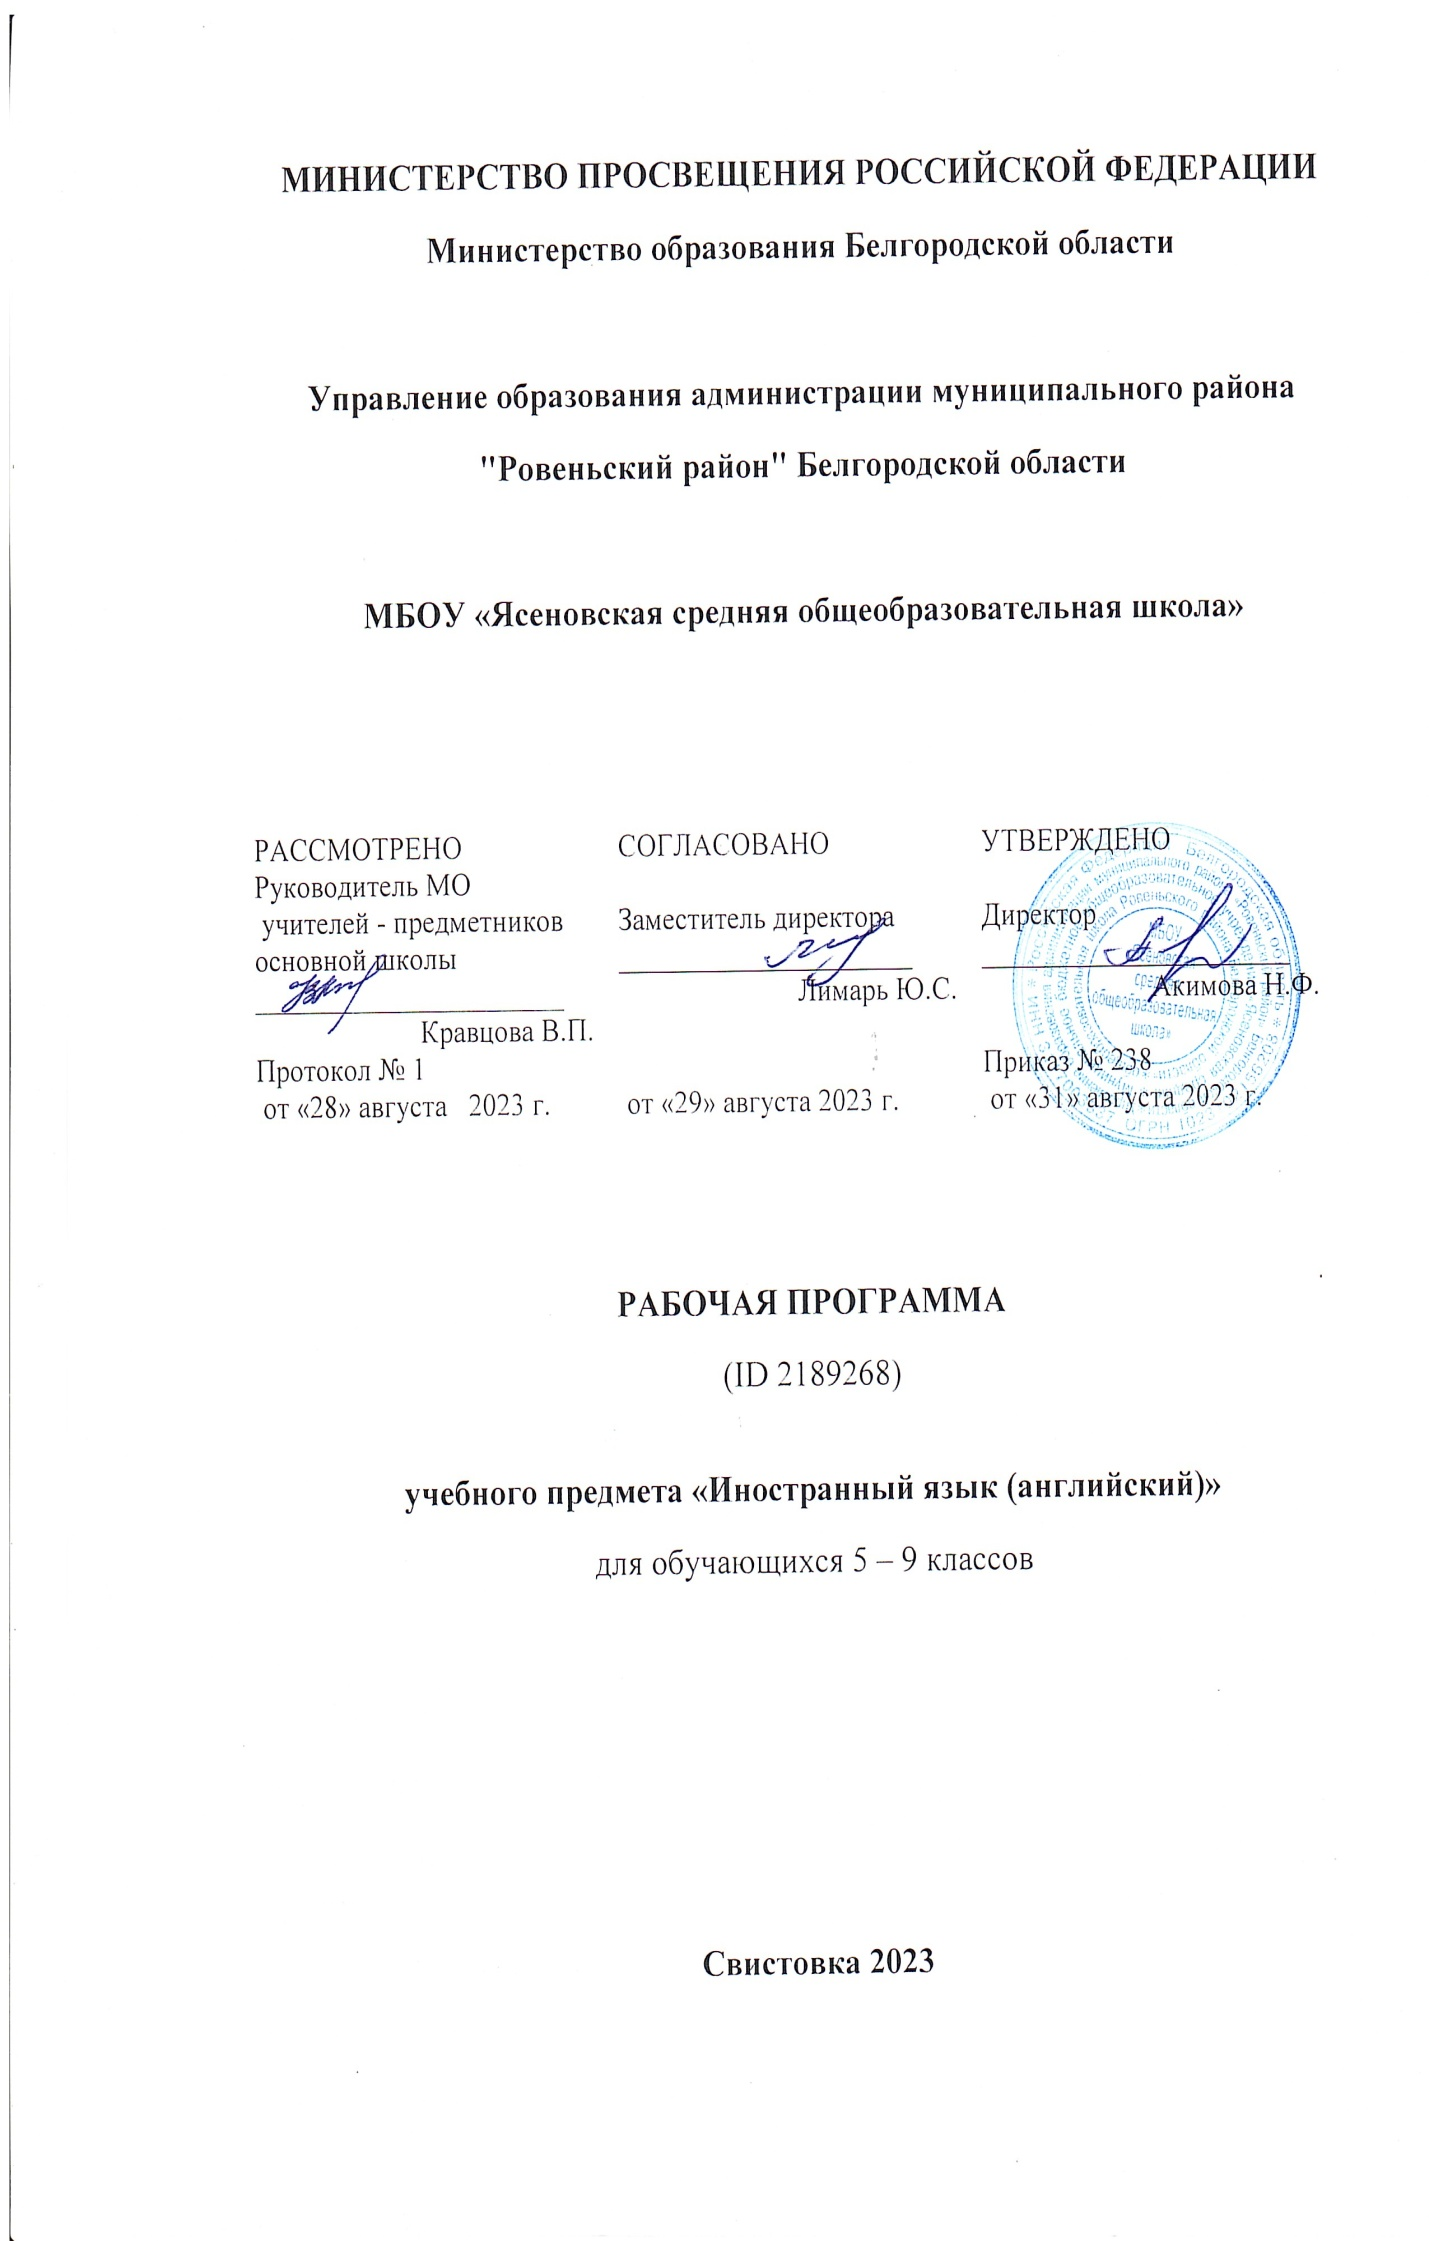 МИНИСТЕРСТВО ПРОСВЕЩЕНИЯ РОССИЙСКОЙ ФЕДЕРАЦИИ
Министерство образования Белгородской области
Управление образования администрации муниципального района
"Ровеньский район" Белгородской области
МБОУ «Ясеновская средняя общеобразовательная школа»
РАССМОТРЕНО
Руководитель МО
учителей - предметников
основной школы
Кравцова В.П.
Протокол № 1
от «28» августа 2023 г.
СОГЛАСОВАНО
Заместитель директора
Лимарь Ю.С.
от «29» августа 2023 г.
УТВЕРЖДЕНО
Директор
Акимова Н.Ф.
Приказ № 238
от «31» августа 2023 г.
общеобразовательная
школа»
РАБОЧАЯ ПРОГРАММА
(ID 2189268)
учебного предмета «Иностранный язык (английский)»
для обучающихся 5 – 9 классов
Свистовка 2023